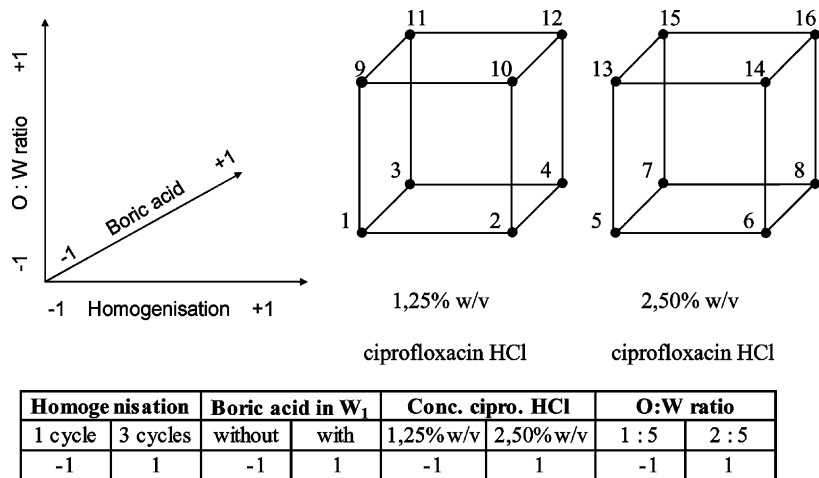 11 12 15 16
+1
9 10 13 14
O : W ratio
Boric acid +1
3 4 7 8
-1
1 2 5 6
-1
-1 Homogenisation +1
1,25% w/v 2,50% w/v
ciprofloxacin HCl ciprofloxacin HCl
Homogenisation Boric acid in W1 Conc. cipro. HCl O:W ratio
1 cycle 3 cycles without with 1,25%w/v 2,50%w/v 1 : 5 2 : 5
-1 1 -1 1 -1 1 -1 1